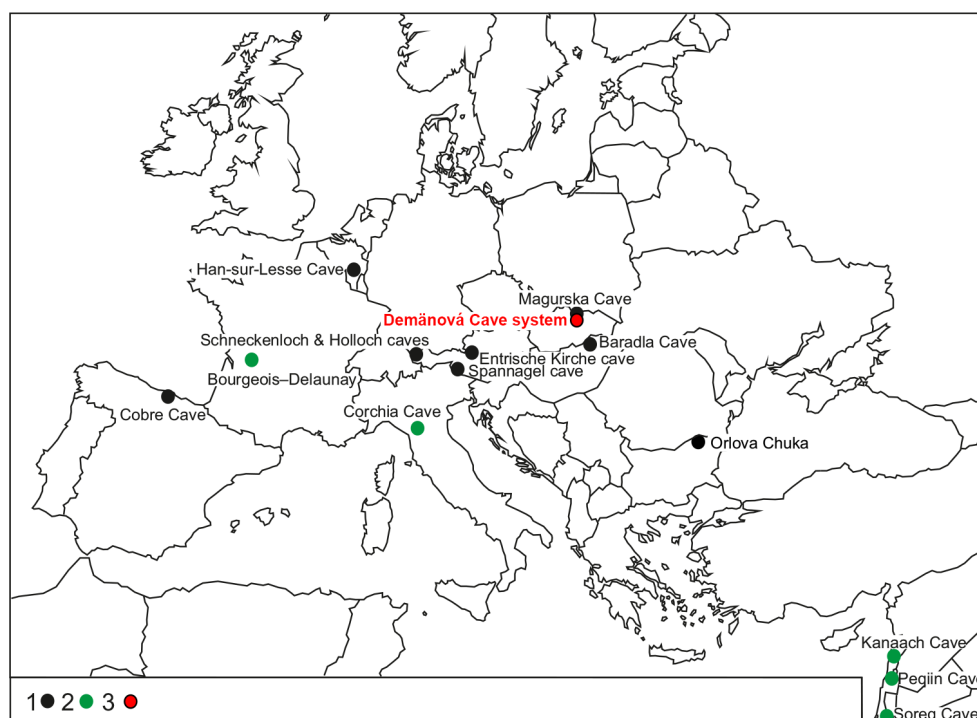 Han-sur-Lesse Cave
Magurska Cave
Demänová Cave system
Schneckenloch & Holloch caves
Baradla Cave
Entrische Kirche cave
Spannagel cave
Bourgeois–Delaunay
Corchia Cave
Cobre Cave
Orlova Chuka
Kanaach Cave
Peqiin Cave
Soreq Cave
1 2 3